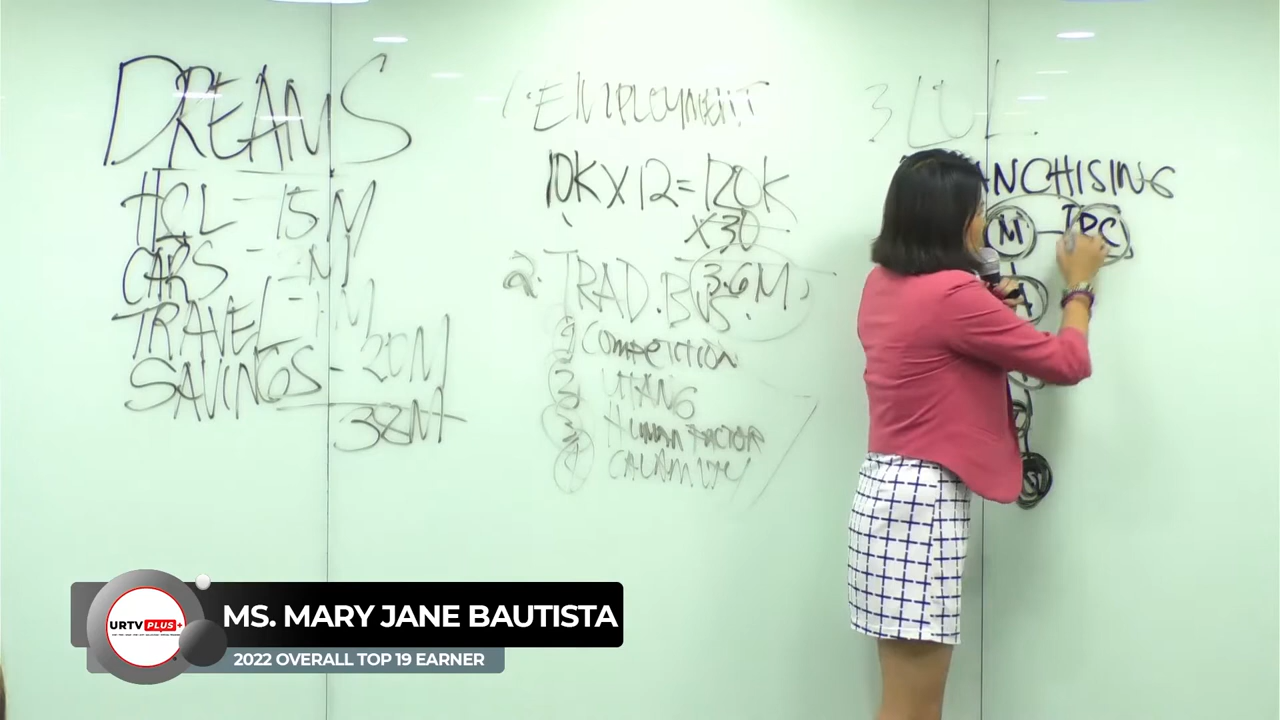 DREAMS
HCL - 15M
CARS - M
TRAVEL - 1M
SAVINGS - 20M
38M
1. EMPLOYMENT
10K X 12 = 120K
X 30
3.6M
2. TRAD. BUS.
1 COMPETITION
2 UTANG
3 HUMAN FACTOR
4 CALAMITY
3
ANCHISING
M - TPC
A
URTV PLUS+
MS. MARY JANE BAUTISTA
2022 OVERALL TOP 19 EARNER